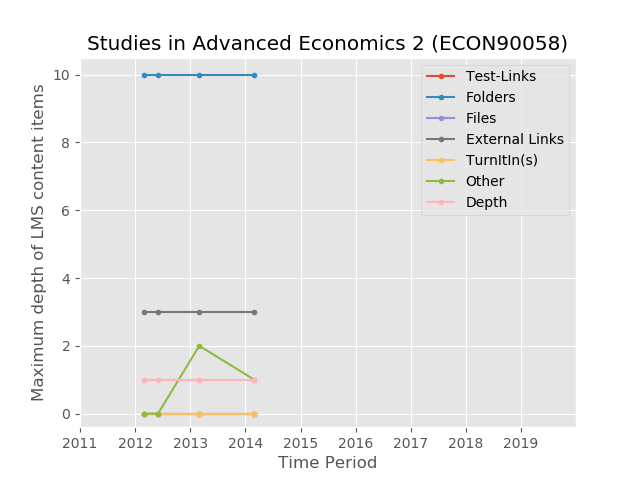 Studies in Advanced Economics 2 (ECON90058)
Maximum depth of LMS content items
10
8
6
4
2
0
Test-Links
Folders
Files
External Links
TurnItIn(s)
Other
Depth
2011 2012 2013 2014 2015 2016 2017 2018 2019
Time Period